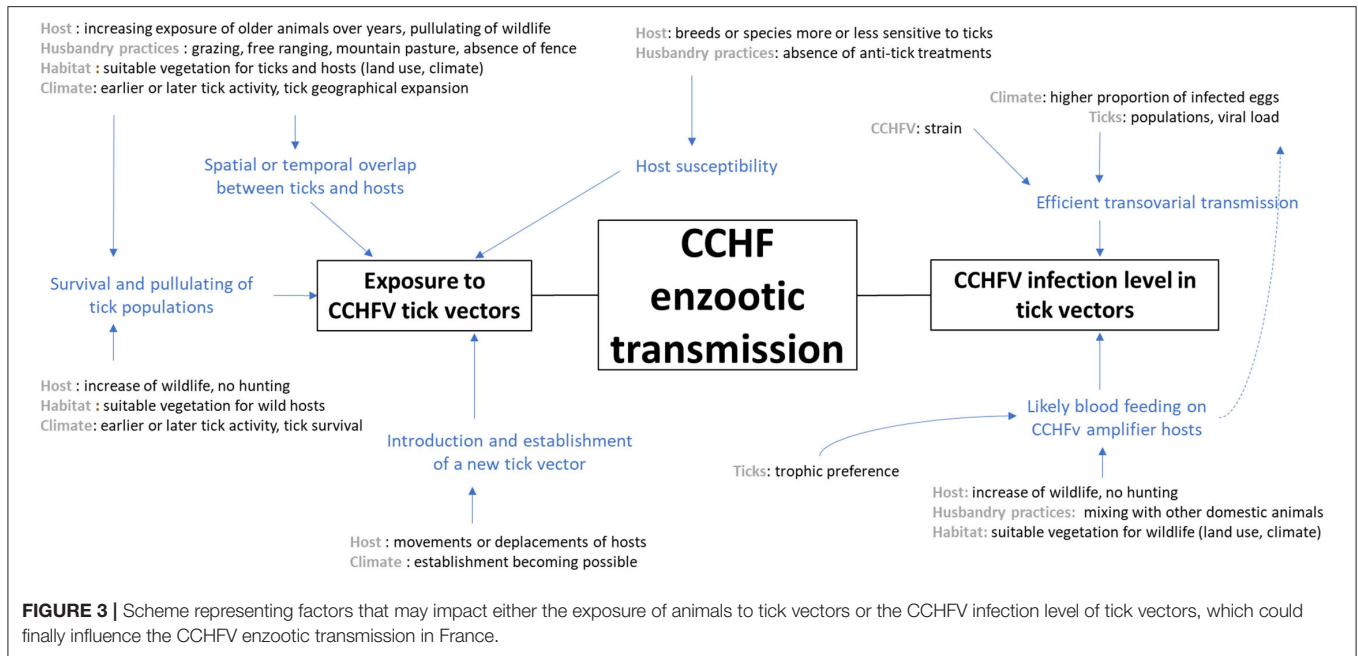 Host : increasing exposure of older animals over years, pullulating of wildlife
Husbandry practices : grazing, free ranging, mountain pasture, absence of fence
Habitat : suitable vegetation for ticks and hosts (land use, climate)
Climate: earlier or later tick activity, tick geographical expansion
Host: breeds or species more or less sensitive to ticks
Husbandry practices: absence of anti-tick treatments
Climate: higher proportion of infected eggs
Ticks: populations, viral load
CCHFV: strain
Spatial or temporal overlap
between ticks and hosts
Host susceptibility
Efficient transovarial transmission
Survival and pullulating of
tick populations
Exposure to
CCHFV tick vectors
CCHF
enzootic
transmission
CCHFV infection level in
tick vectors
Host : increase of wildlife, no hunting
Habitat : suitable vegetation for wild hosts
Climate: earlier or later tick activity, tick survival
Introduction and establishment
of a new tick vector
Likely blood feeding on
CCHFv amplifier hosts
Ticks: trophic preference
Host: increase of wildlife, no hunting
Husbandry practices: mixing with other domestic animals
Habitat: suitable vegetation for wildlife (land use, climate)
Host : movements or deplacements of hosts
Climate : establishment becoming possible
FIGURE 3 | Scheme representing factors that may impact either the exposure of animals to tick vectors or the CCHFV infection level of tick vectors, which could
finally influence the CCHFV enzootic transmission in France.